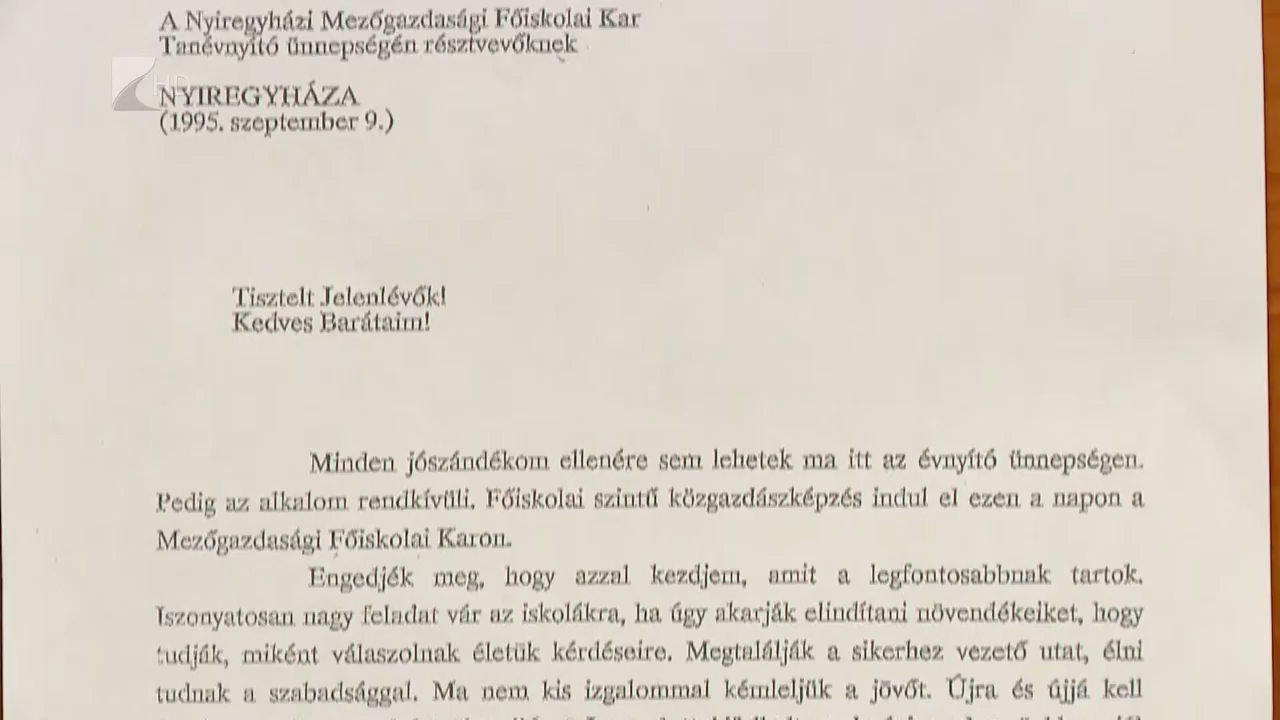 A Nyiregyházi Mezőgazdasági Főiskolai Kar
Tanévnyító ünnepségén résztvevőknek
HD
NYIREGYHÁZA
(1995. szeptember 9.)
Tisztelt Jelenlévők!
Kedves Barátaim!
Minden jószándékom ellenére sem lehetek ma itt az évnyító ünnepségen.
Pedig az alkalom rendkívüli. Főiskolai szintű közgazdászképzés indul el ezen a napon a
Mezőgazdasági Főiskolai Karon.
Engedjék meg, hogy azzal kezdjem, amit a legfontosabbnak tartok.
Iszonyatosan nagy feladat vár az iskolákra, ha úgy akarják elindítani növendékeiket, hogy
tudják, miként válaszolnak életük kérdéseire. Megtalálják a sikerhez vezető utat, élni
tudnak a szabadsággal. Ma nem kis izgalommal kémleljük a jövőt. Újra és újjá kell